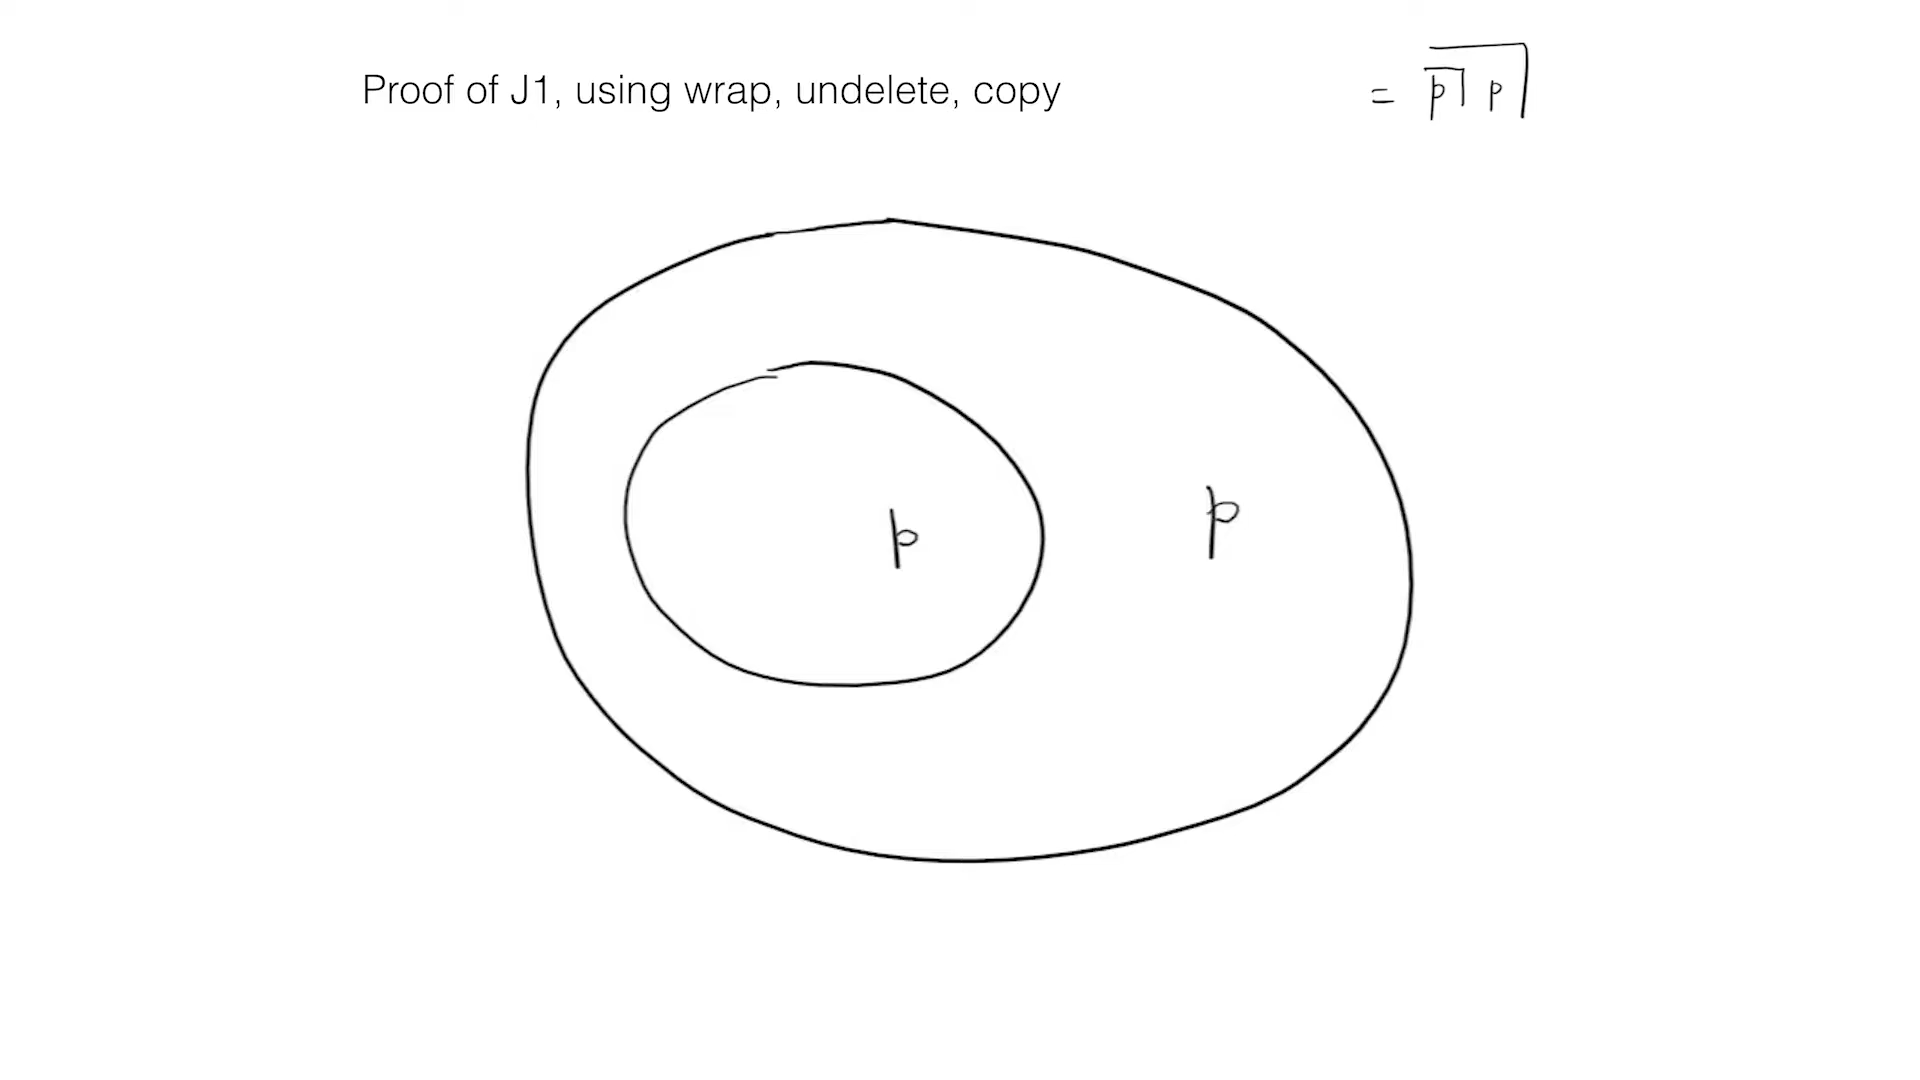 Proof of J1, using wrap, undelete, copy
= p p
p
p